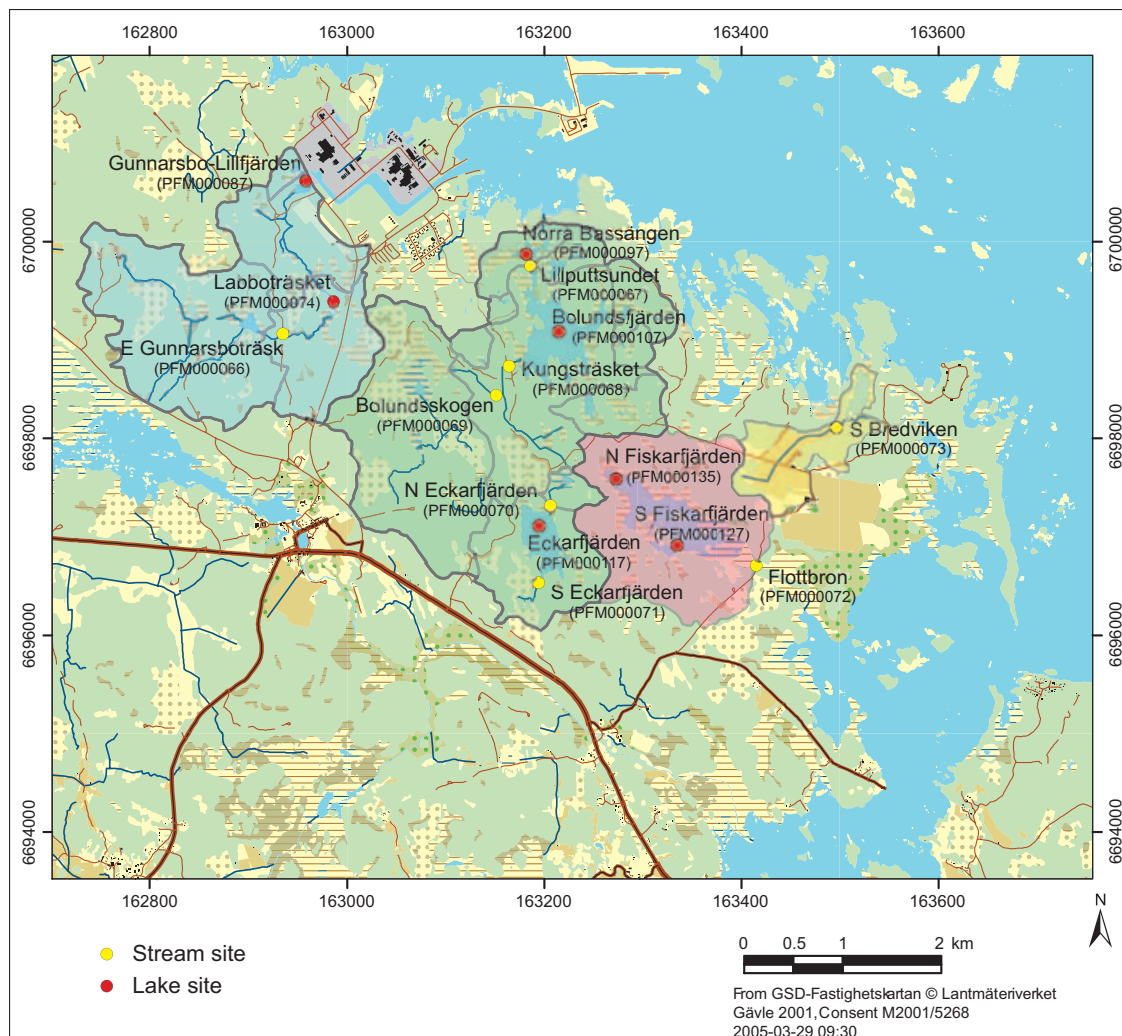 162800 163000 163200 163400 163600
Gunnarsbo-Lillfjärden
(PFM000087)
6700000
6700000
Norra Bassängen
(PFM000097)
Lillputtsundet
(PFM000067)
Labboträsket
(PFM000074)
Bolundsfjärden
(PFM000107)
E Gunnarsboträsk
(PFM000066)
Kungsträsket
(PFM000068)
Bolundsskogen
(PFM000069)
6698000
6698000
S Bredviken
(PFM000073)
N Fiskarfjärden
(PFM000135)
N Eckarfjärden
(PFM000070)
S Fiskarfjärden
(PFM000127)
Eckarfjärden
(PFM000117)
Flottbron
(PFM000072)
S Eckarfjärden
(PFM000071)
6696000
6696000
6694000
6694000
162800 163000 163200 163400 163600
Stream site
Lake site
N
0 0.5 1 2 km
From GSD-Fastighetskartan © Lantmäteriverket
Gävle 2001, Consent M2001/5268
2005-03-29 09:30